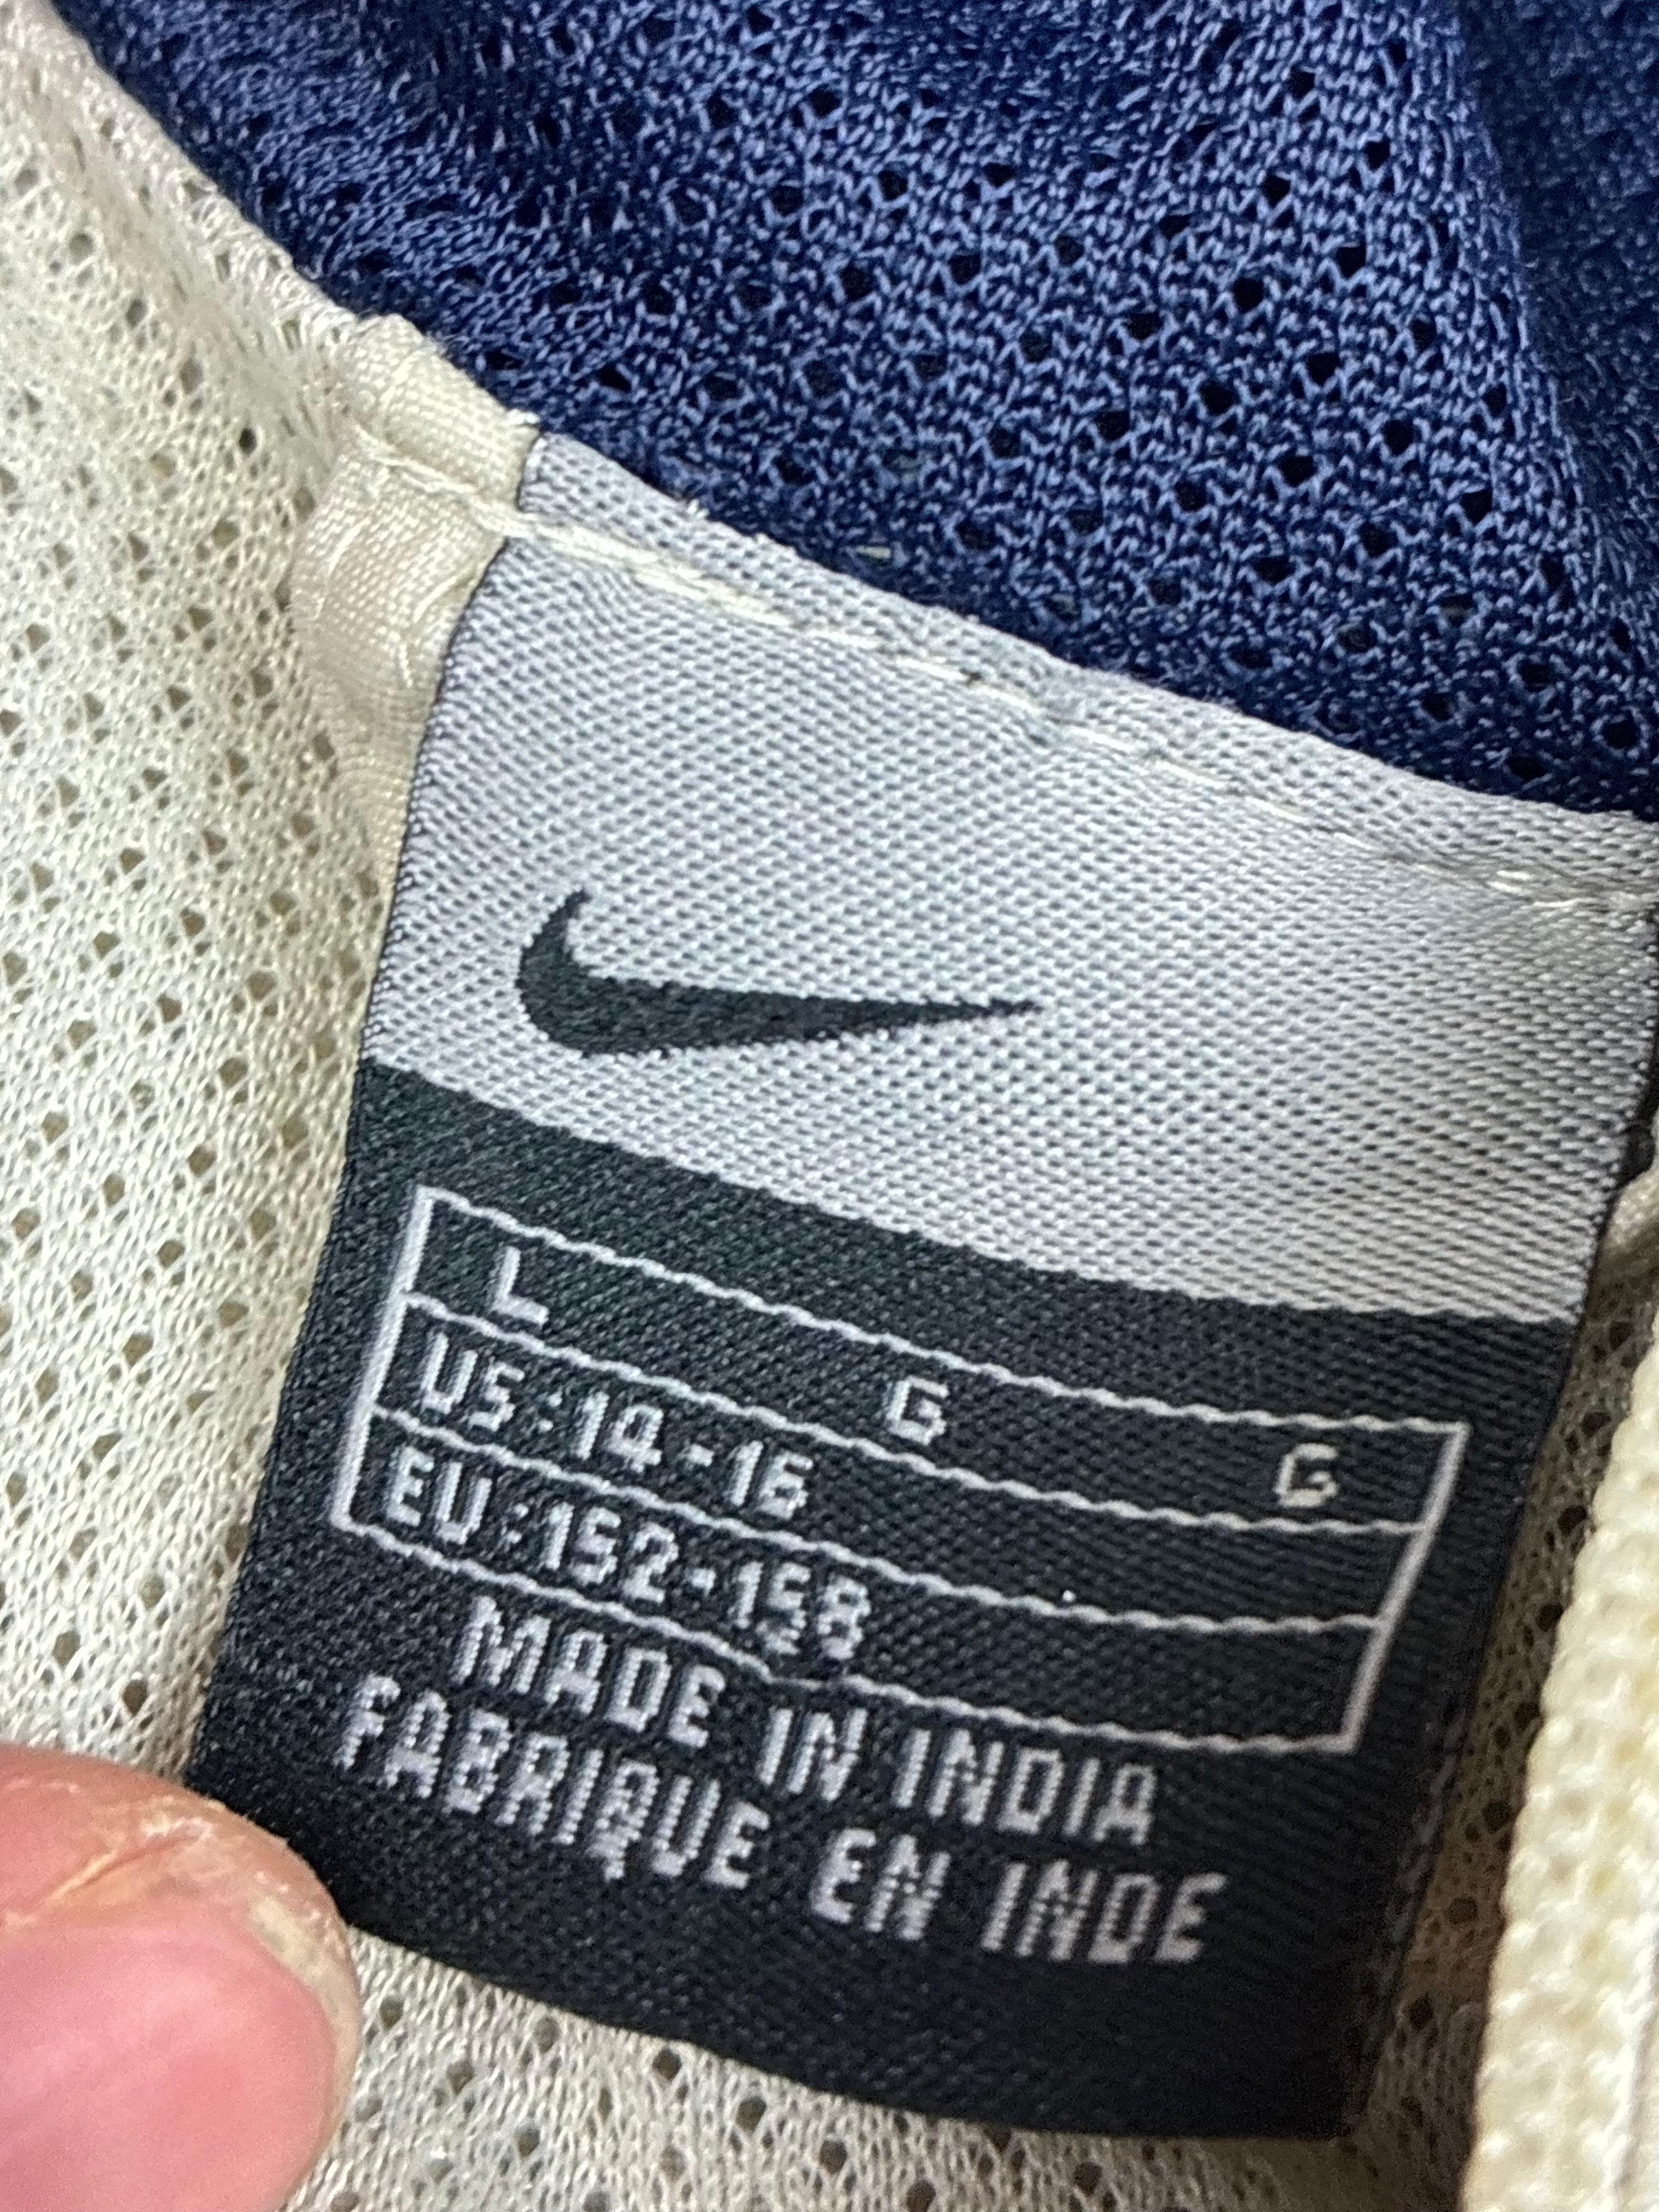 L G G
US:14-16
EU:152-158
MADE IN INDIA
FABRIQUE EN INDE